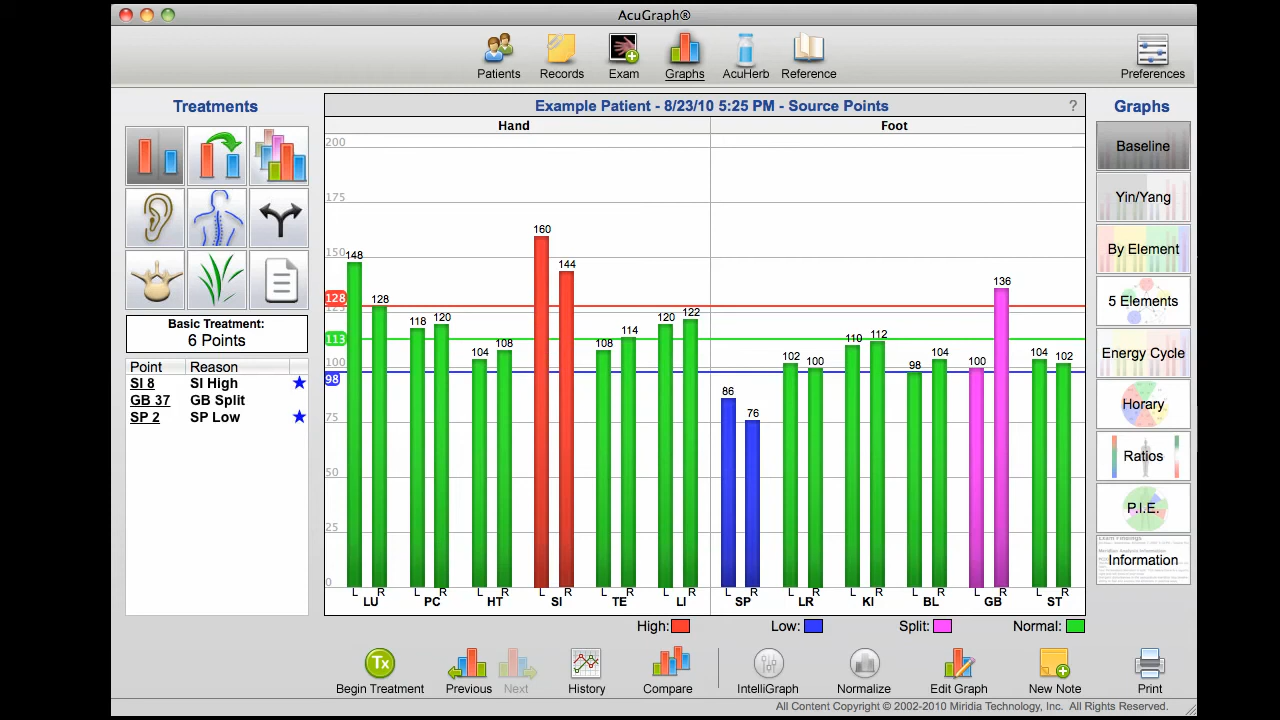 AcuGraph®
Patients Records Exam Graphs AcuHerb Reference Preferences
Treatments
Example Patient - 8/23/10 5:25 PM - Source Points ?
Graphs
Hand Foot
200
175
150
128
125
113
100
98
75
50
25
0
148 128 118 120 104 108 160 144 108 114 120 122 86 76 102 100 110 112 98 104 100 136 104 102
L R L R L R L R L R L R L R L R L R L R L R L R
LU PC HT SI TE LI SP LR KI BL GB ST
High: Low: Split: Normal:
Basic Treatment:
6 Points
Point Reason
SI 8 SI High
GB 37 GB Split
SP 2 SP Low
Baseline
Yin/Yang
By Element
5 Elements
Energy Cycle
Horary
Ratios
P.I.E.
Information
Tx
Begin Treatment Previous Next History Compare IntelliGraph Normalize Edit Graph New Note Print
All Content Copyright © 2002-2010 Miridia Technology, Inc. All Rights Reserved.